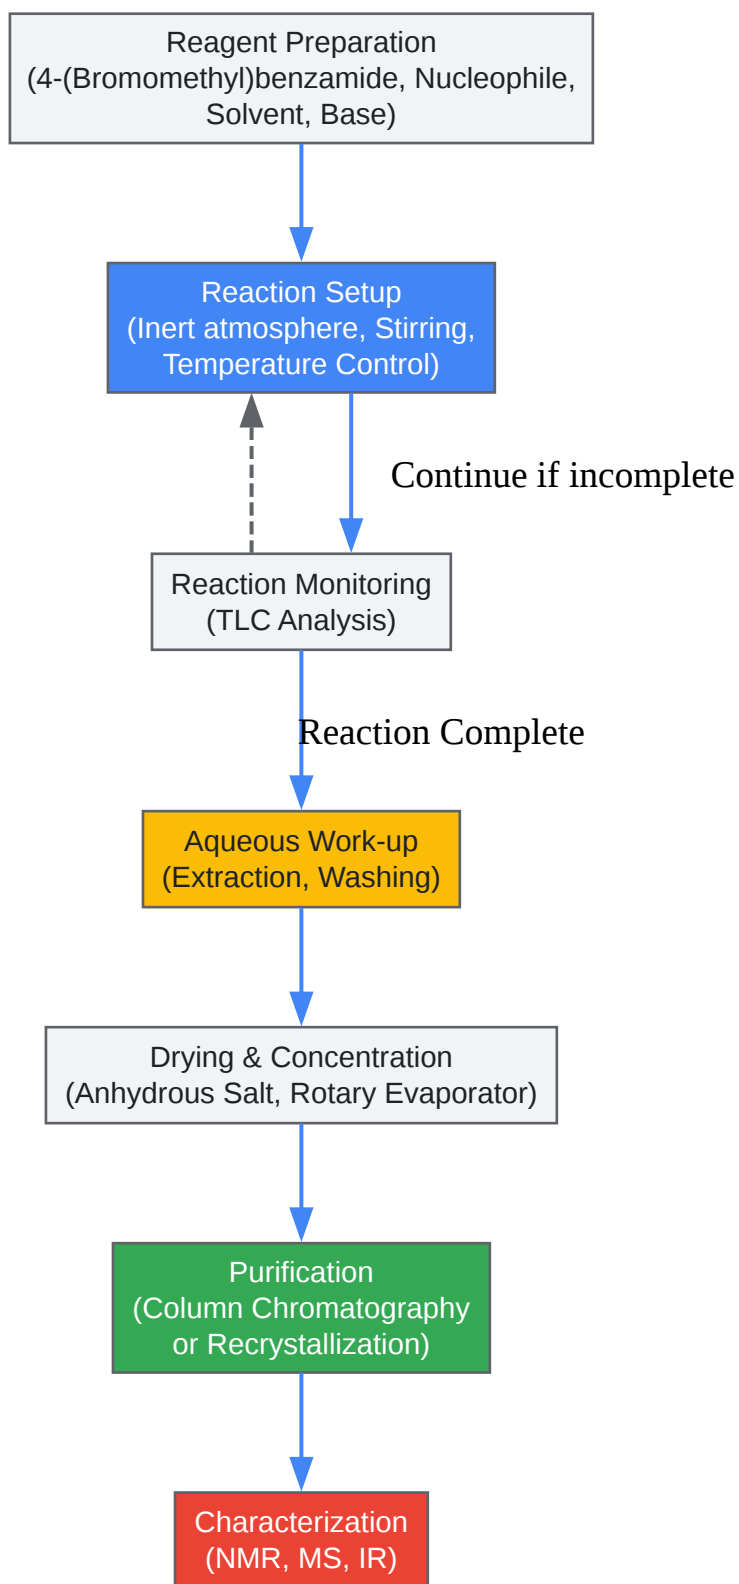 Reagent Preparation
(4-(Bromomethyl)benzamide, Nucleophile,
Solvent, Base)
Reaction Setup
(Inert atmosphere, Stirring,
Temperature Control)
Continue if incomplete
Reaction Monitoring
(TLC Analysis)
Reaction Complete
Aqueous Work-up
(Extraction, Washing)
Drying & Concentration
(Anhydrous Salt, Rotary Evaporator)
Purification
(Column Chromatography
or Recrystallization)
Characterization
(NMR, MS, IR)